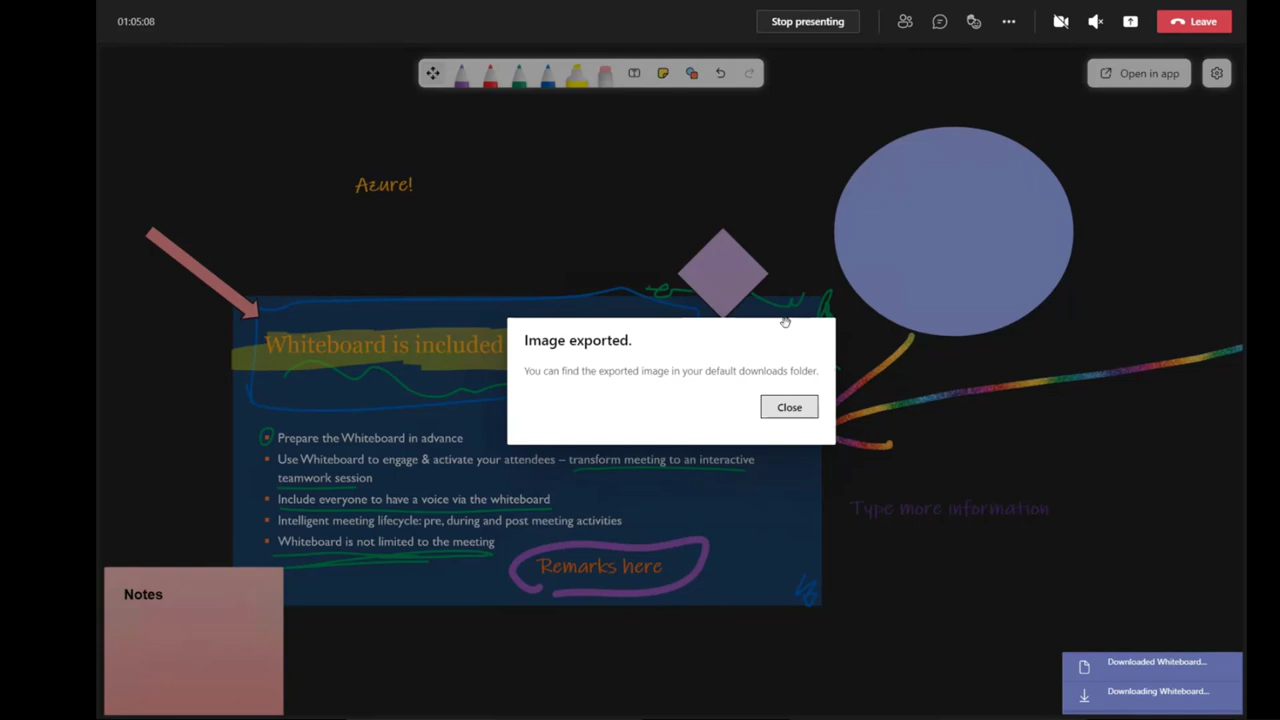 01:05:08
Stop presenting
Leave
Open in app
Azure!
Whiteboard is included
Image exported.
You can find the exported image in your default downloads folder.
Close
Prepare the Whiteboard in advance
Use Whiteboard to engage & activate your attendees – transform meeting to an interactive
teamwork session
Include everyone to have a voice via the whiteboard
Intelligent meeting lifecycle: pre, during and post meeting activities
Whiteboard is not limited to the meeting
Type more information
Remarks here
Notes
Downloaded Whiteboard...
Downloading Whiteboard...